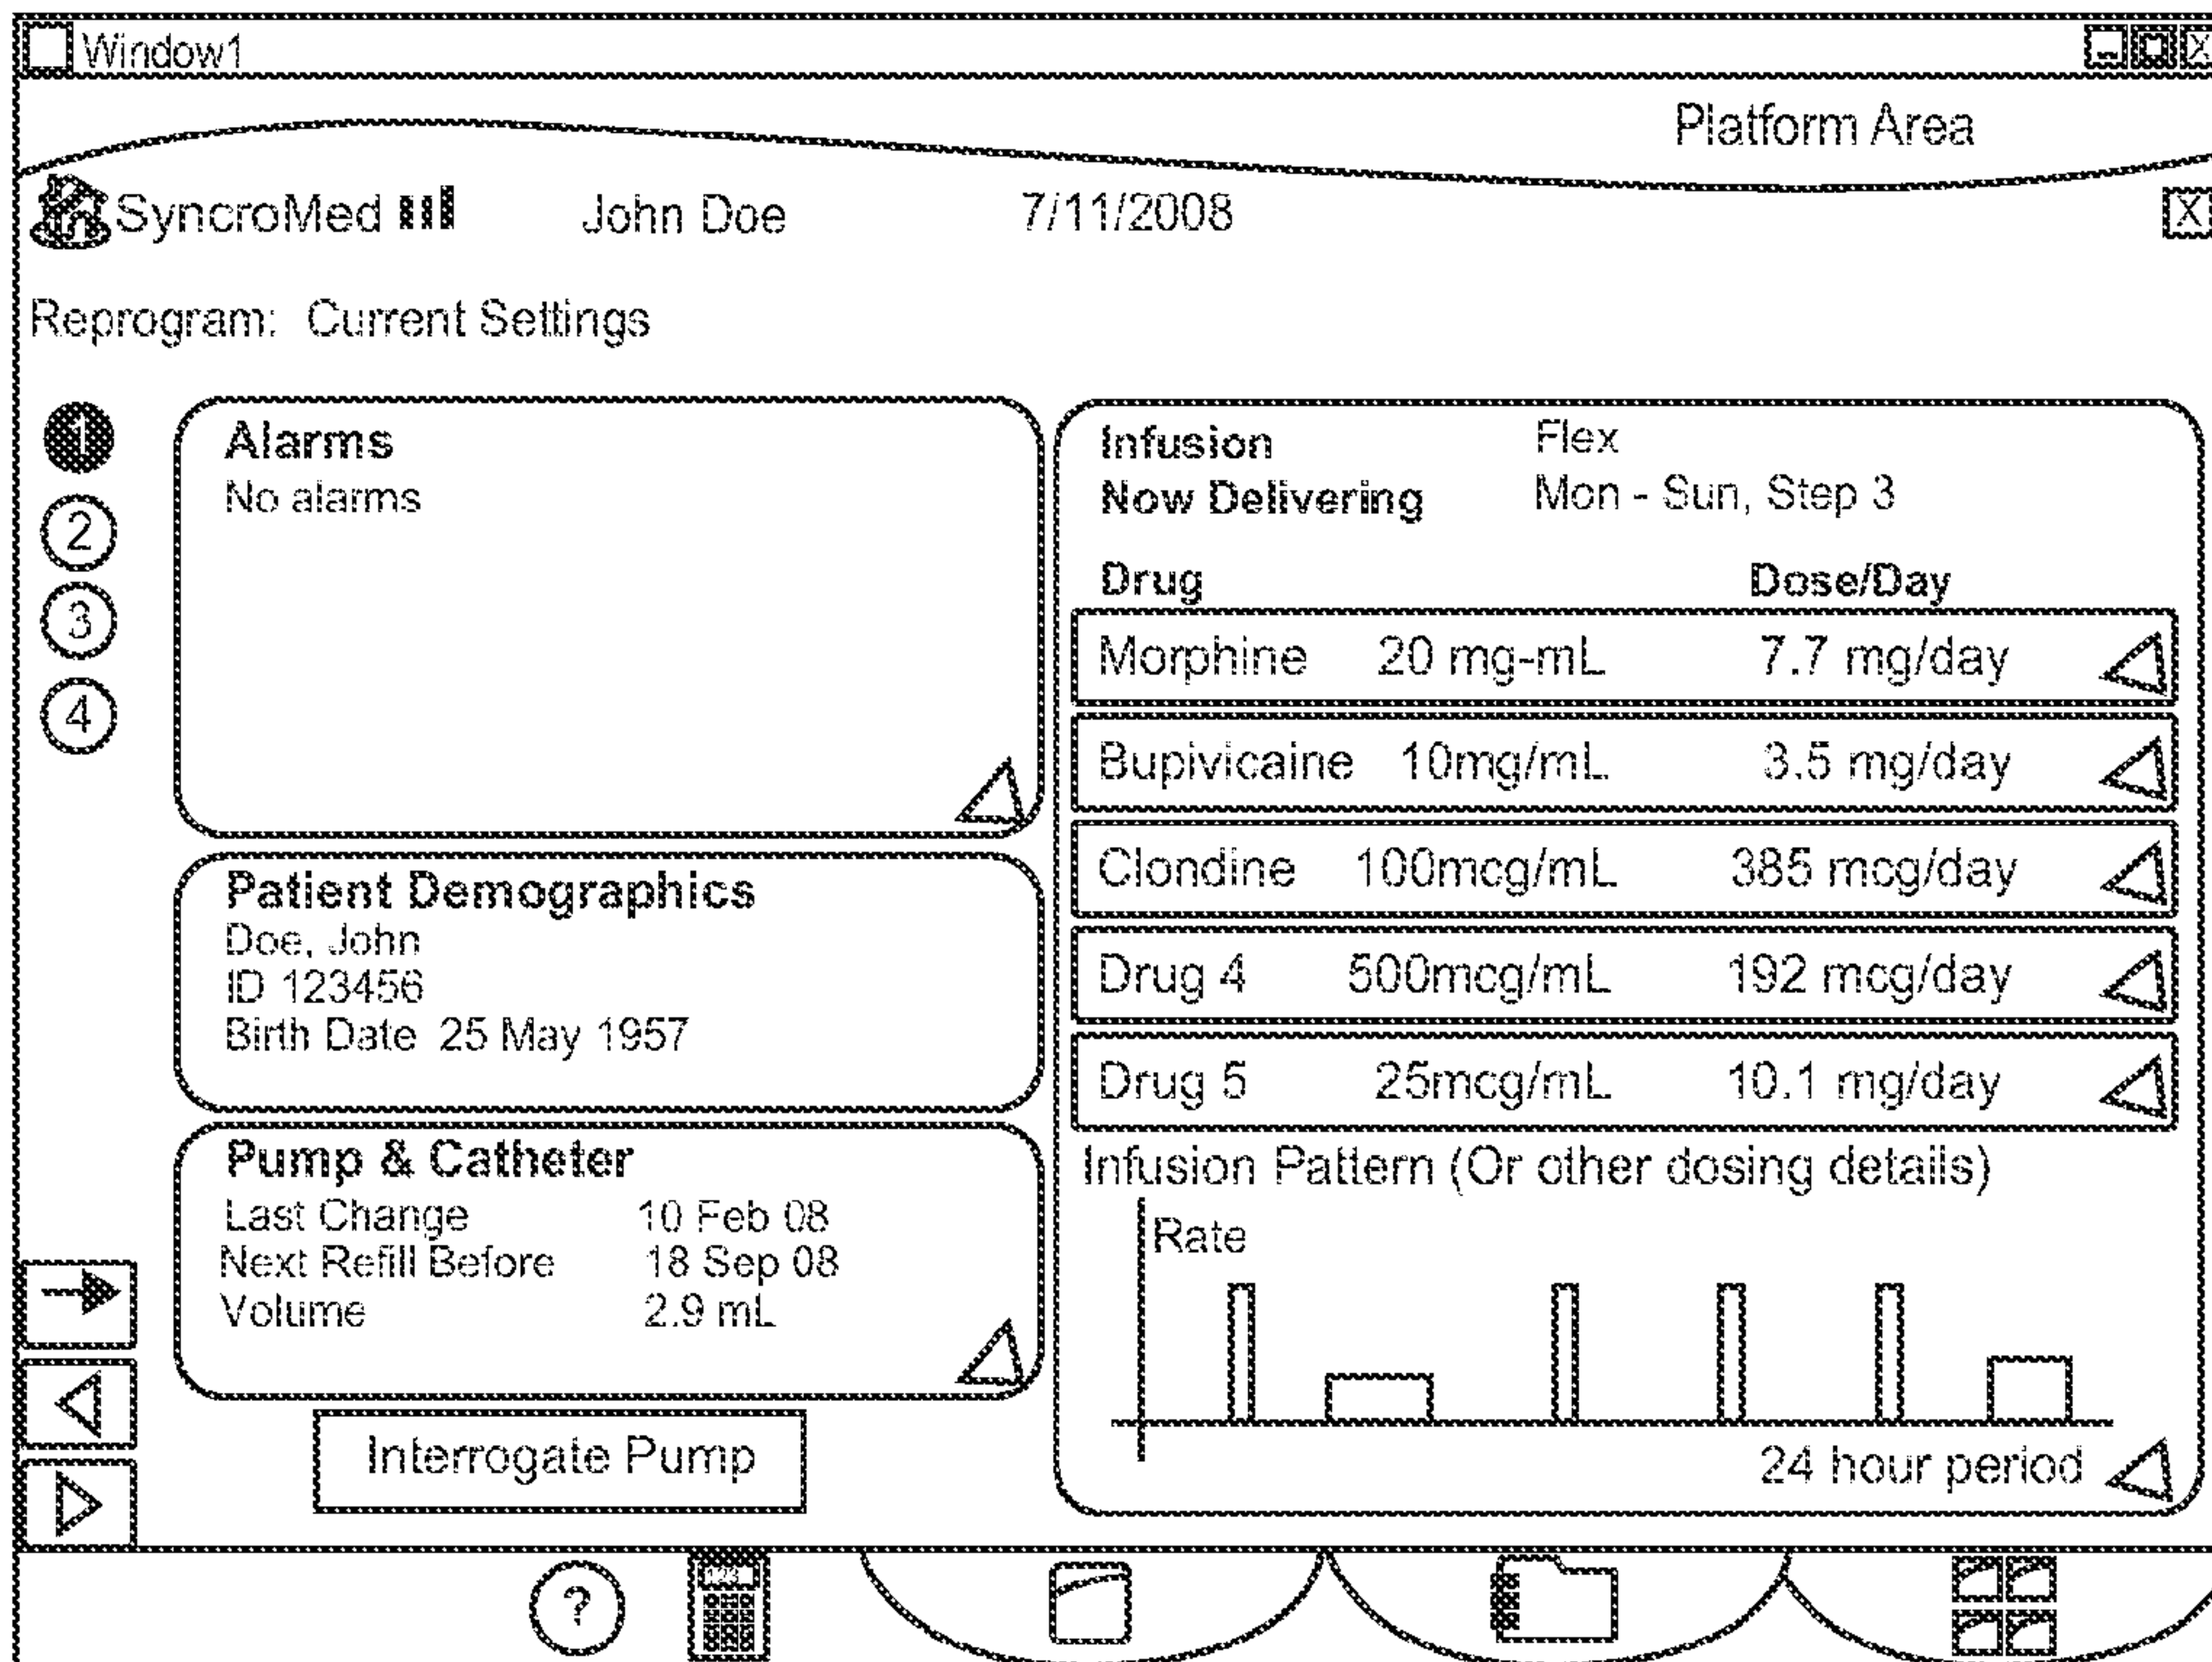 Window1
Platform Area
SyncroMed John Doe 7/11/2008 X
Reprogram: Current Settings
1
2
3
4
Alarms
No alarms
Patient Demographics
Doe, John
ID 123456
Birth Date 25 May 1957
Pump & Catheter
Last Change 10 Feb 08
Next Refill Before 18 Sep 08
Volume 2.9 mL
Interrogate Pump
Infusion Flex
Now Delivering Mon - Sun, Step 3
Drug Dose/Day
Morphine 20 mg-mL 7.7 mg/day
Bupivicaine 10mg/mL 3.5 mg/day
Clondine 100mcg/mL 385 mcg/day
Drug 4 500mcg/mL 192 mcg/day
Drug 5 25mcg/mL 10.1 mg/day
Infusion Pattern (Or other dosing details)
Rate
24 hour period
?